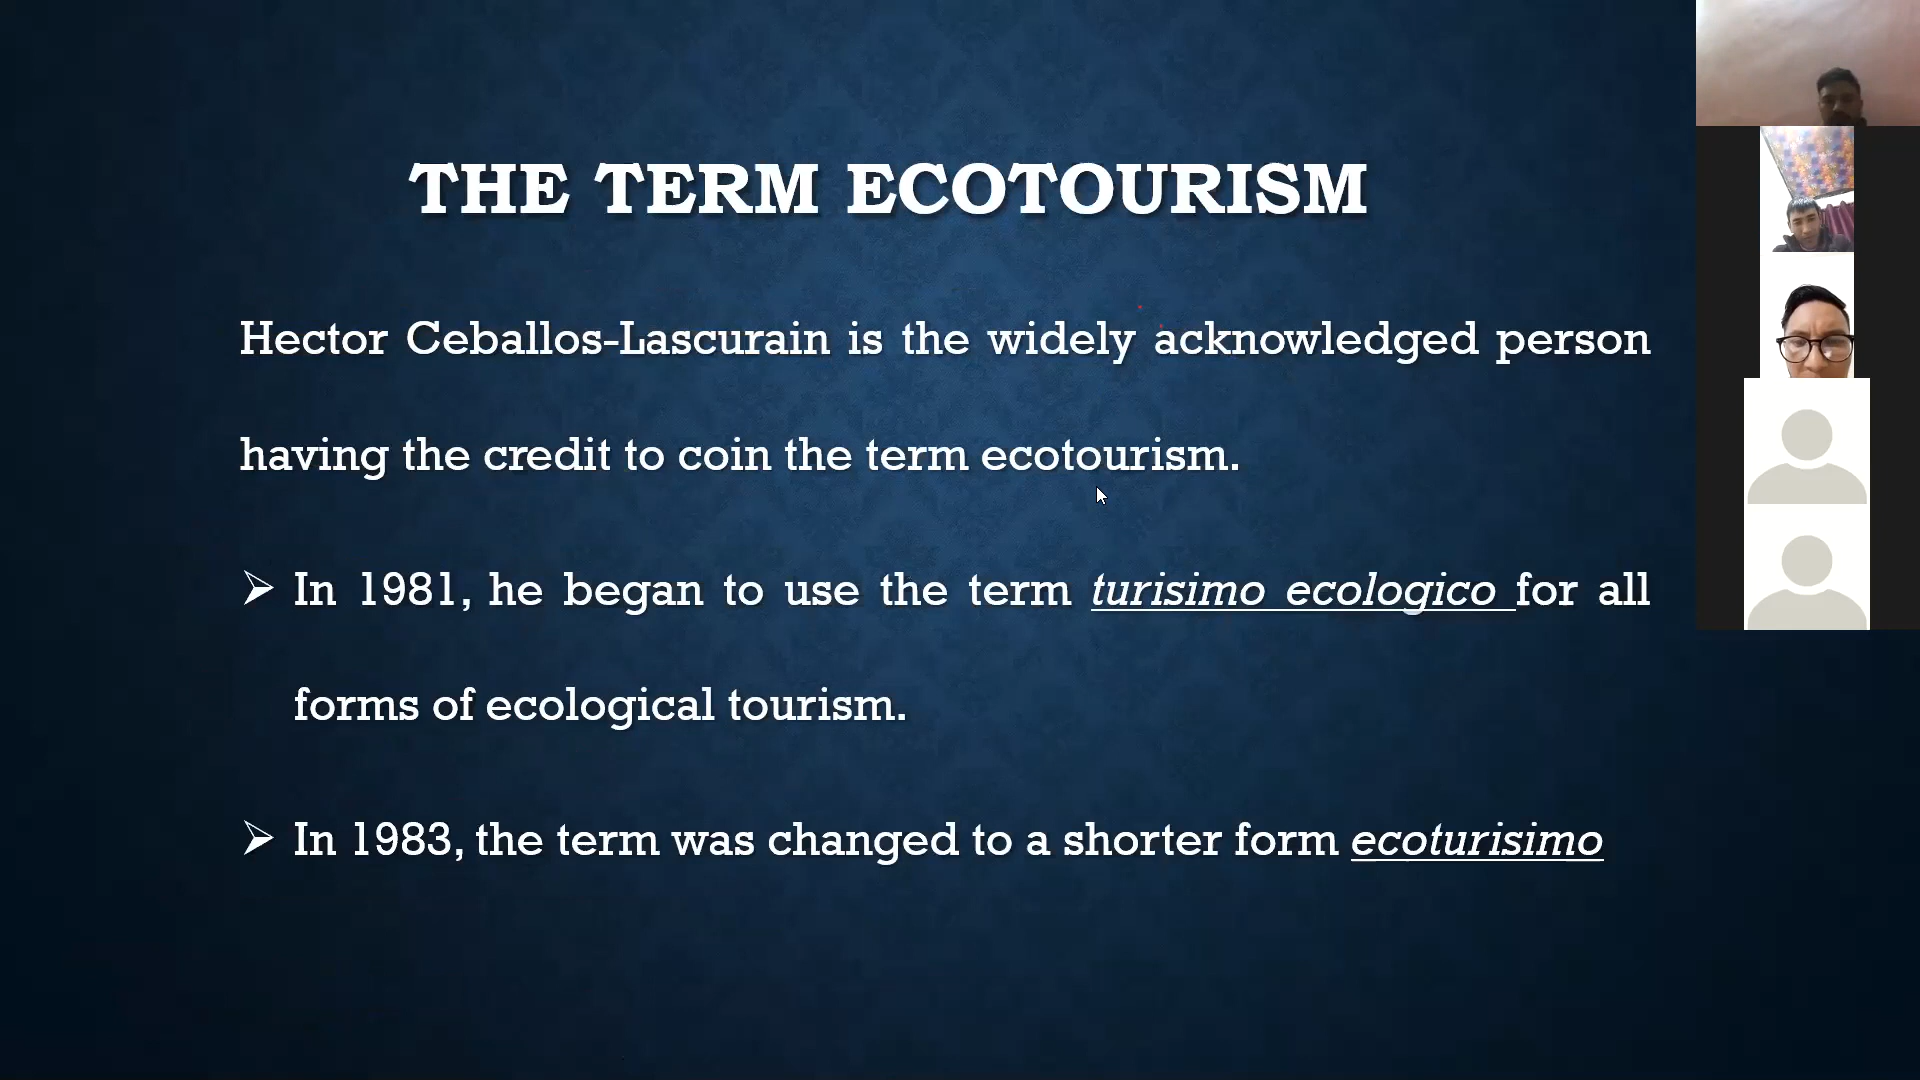 THE TERM ECOTOURISM
Hector Ceballos-Lascurain is the widely acknowledged person
having the credit to coin the term ecotourism.
➢ In 1981, he began to use the term turisimo ecologico for all
forms of ecological tourism.
➢ In 1983, the term was changed to a shorter form ecoturisimo